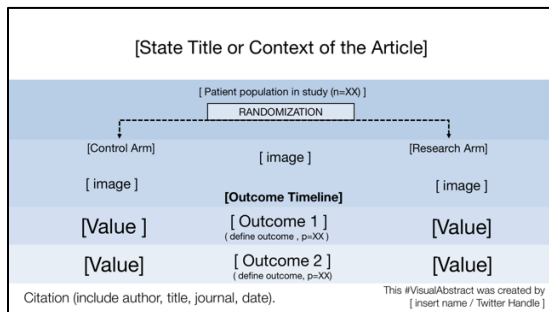 [State Title or Context of the Article]
[ Patient population in study (n=XX) ]
RANDOMIZATION
[Control Arm]
[ image ]
[Research Arm]
[ image ]
[ image ]
[Outcome Timeline]
[Value ]
[ Outcome 1 ]
( define outcome , p=XX )
[Value]
[Value]
[ Outcome 2 ]
( define outcome, p=XX)
[Value]
Citation (include author, title, journal, date).
This #VisualAbstract was created by
[ insert name / Twitter Handle ]